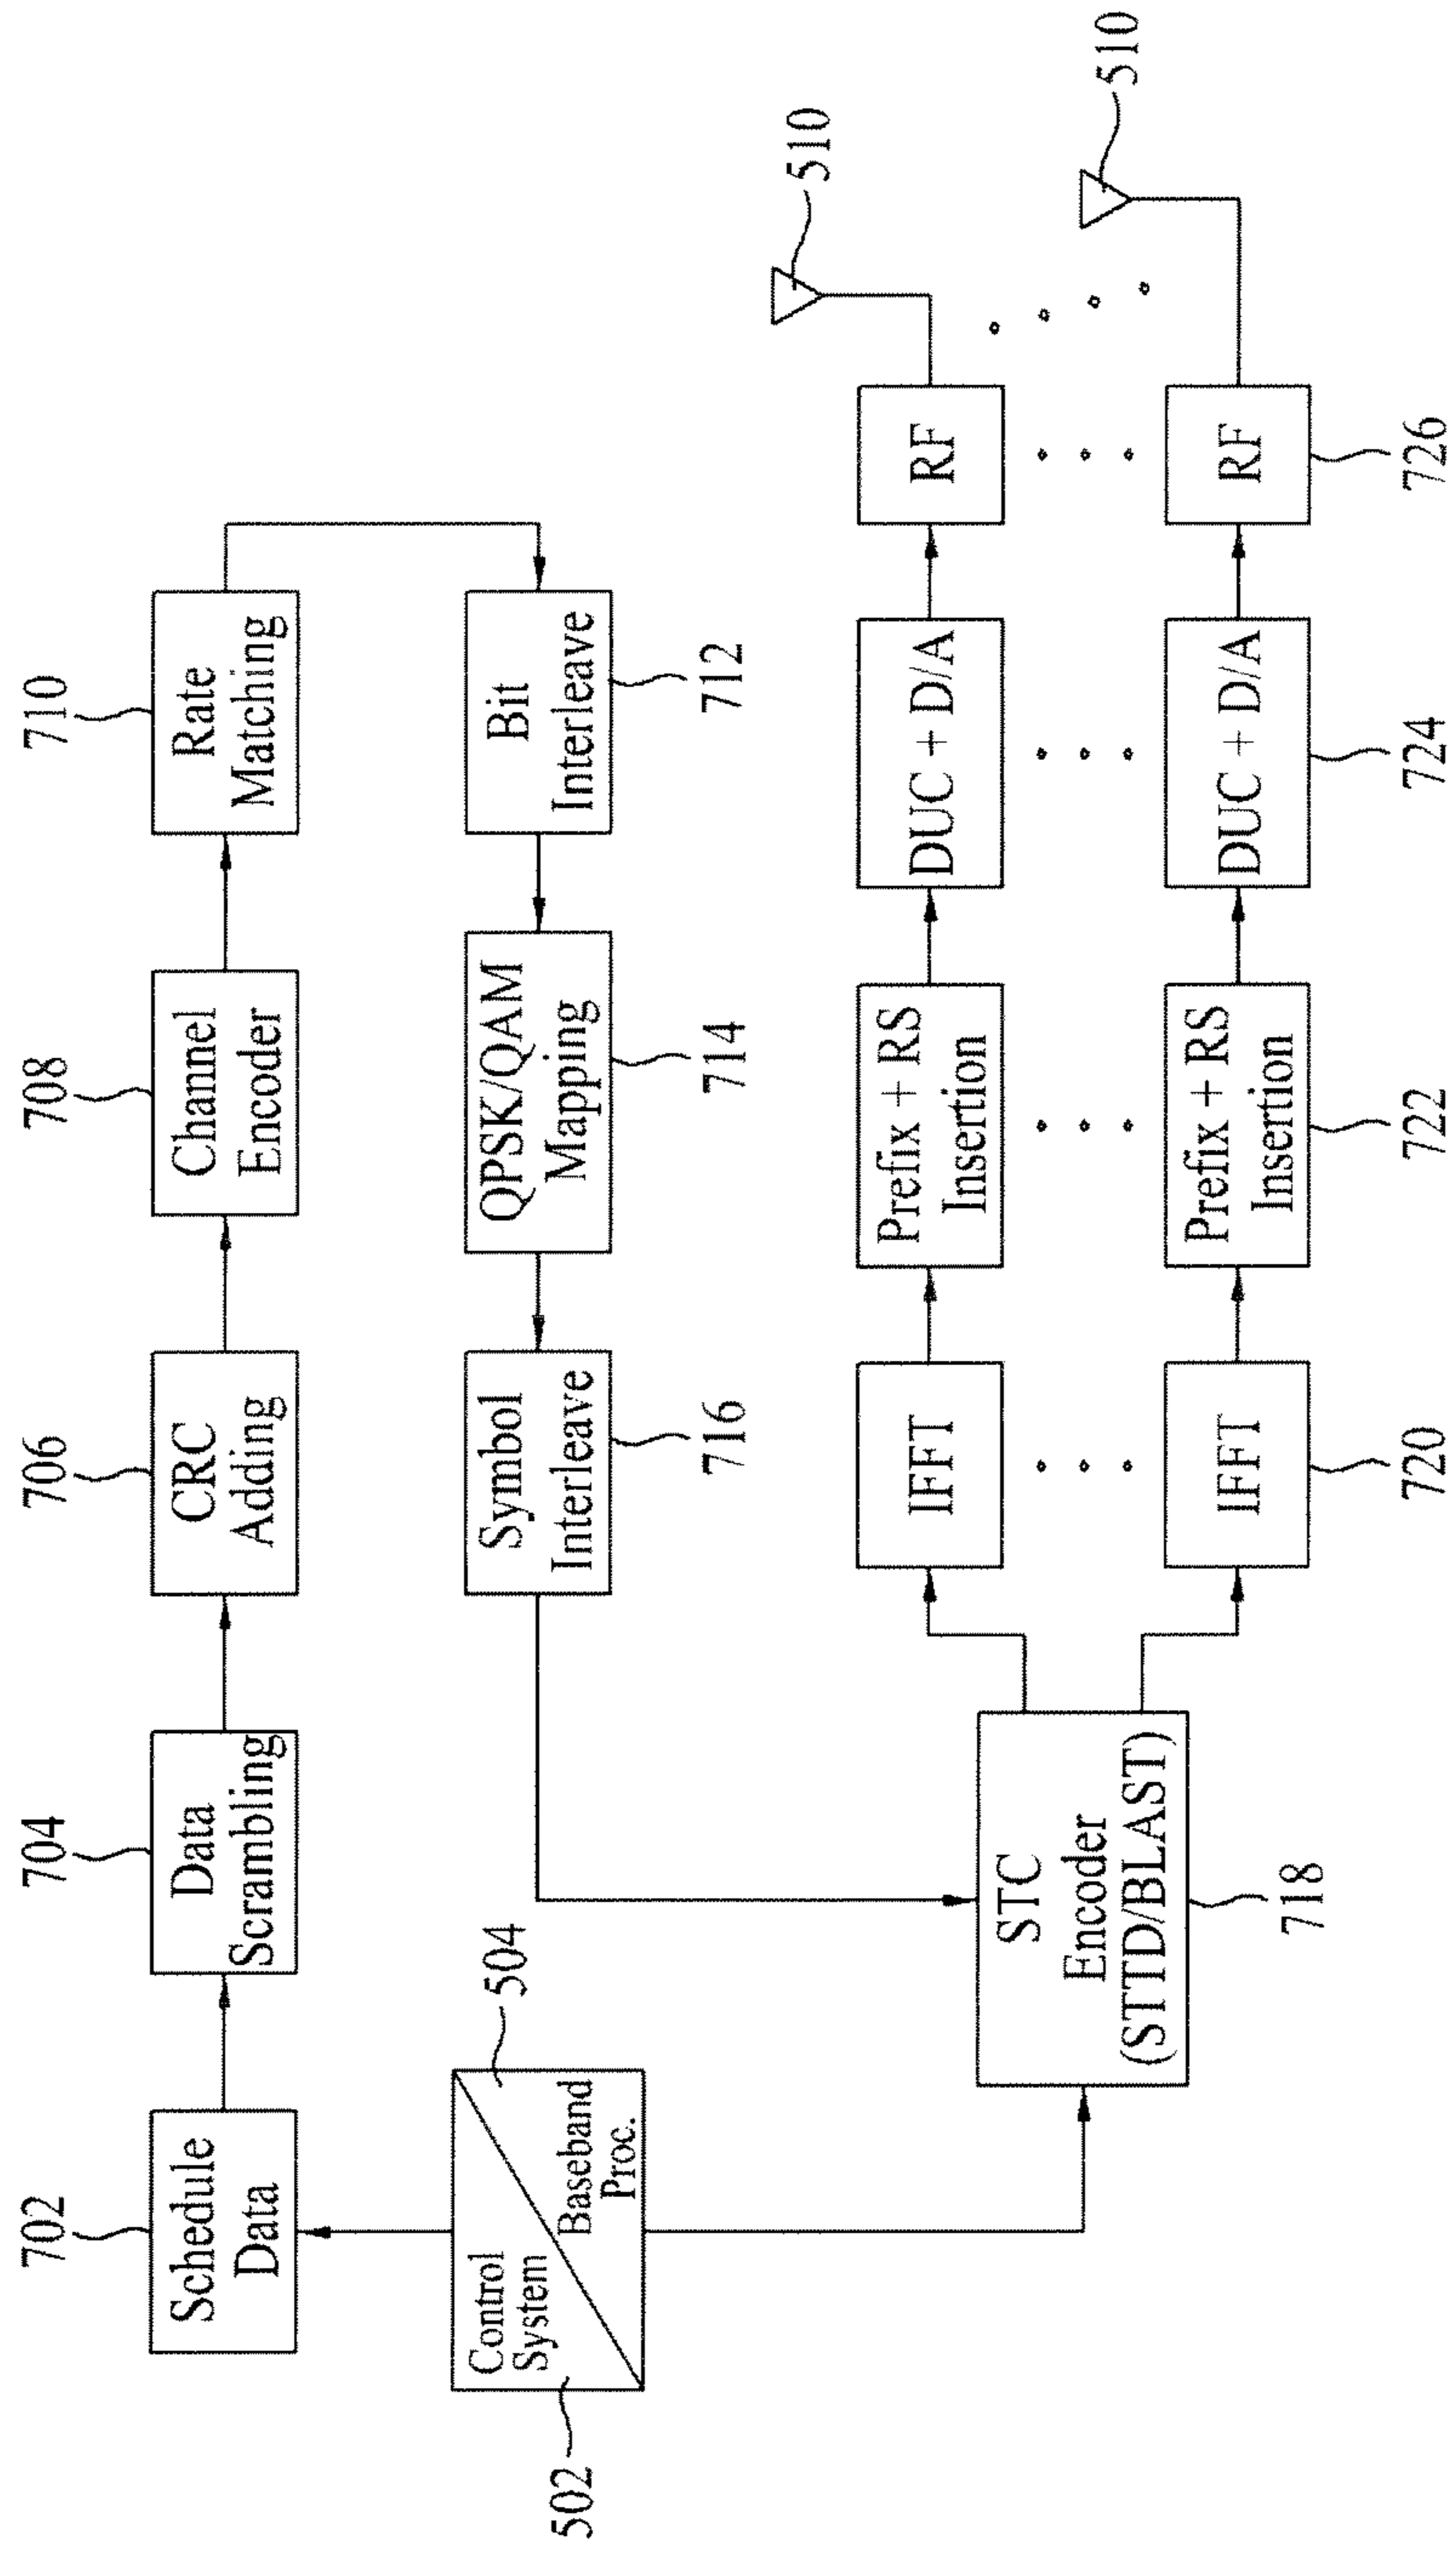 702
704
706
708
710
Schedule
Data
Data
Scrambling
CRC
Adding
Channel
Encoder
Rate
Matching
502
Control
System
Baseband
Proc.
504
Symbol
Interleave
QPSK/QAM
Mapping
Bit
Interleave
716
714
712
510
510
STC
Encoder
(STTD/BLAST)
718
IFFT
Prefix + RS
Insertion
DUC + D/A
RF
IFFT
Prefix + RS
Insertion
DUC + D/A
RF
720
722
724
726